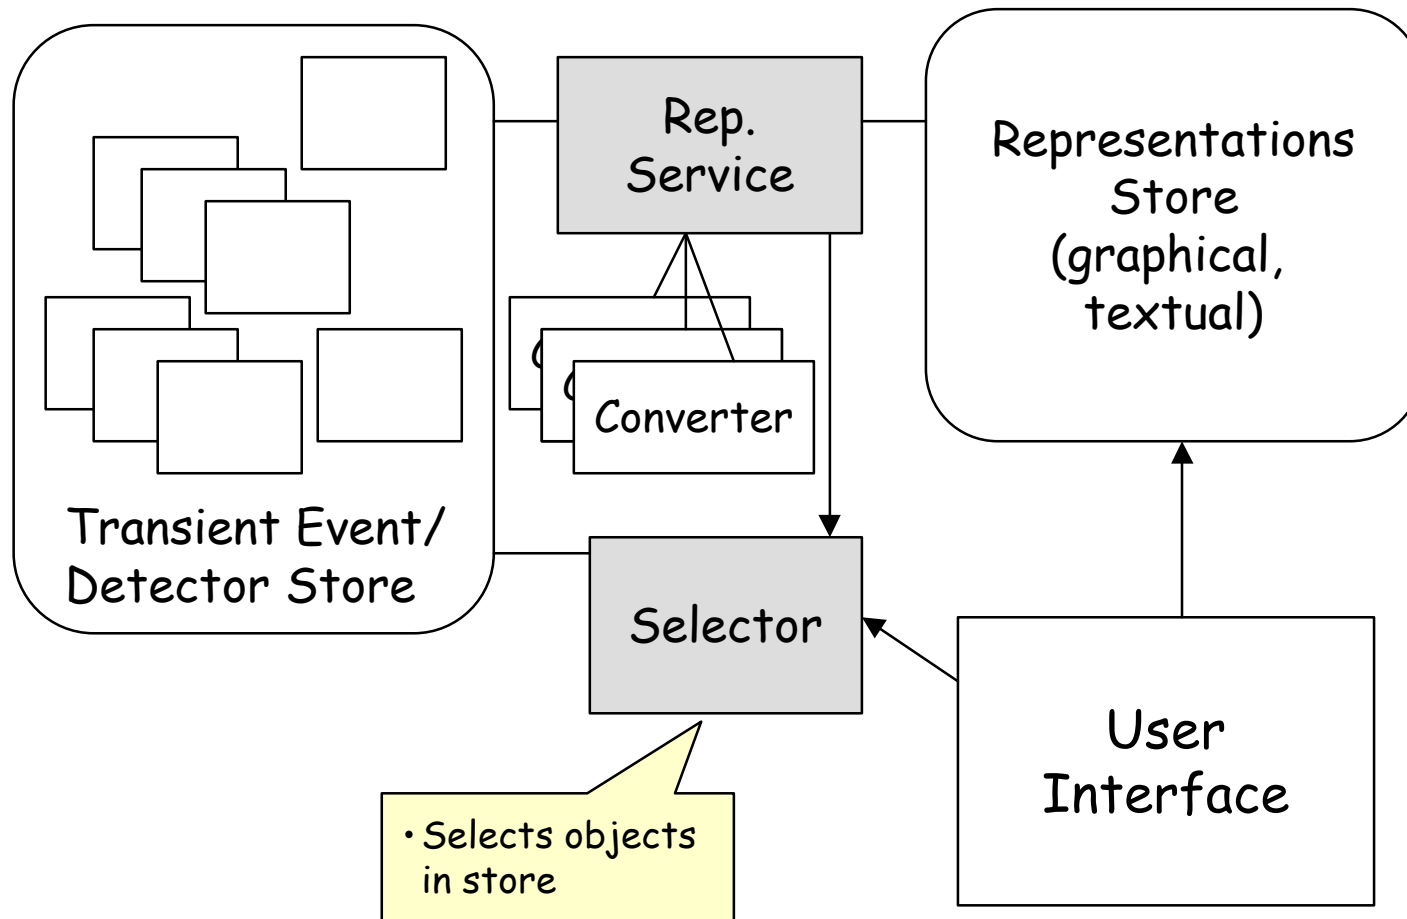 Rep.
Service
Representations
Store
(graphical,
textual)
Converter
Transient Event/
Detector Store
Selector
User
Interface
• Selects objects
in store